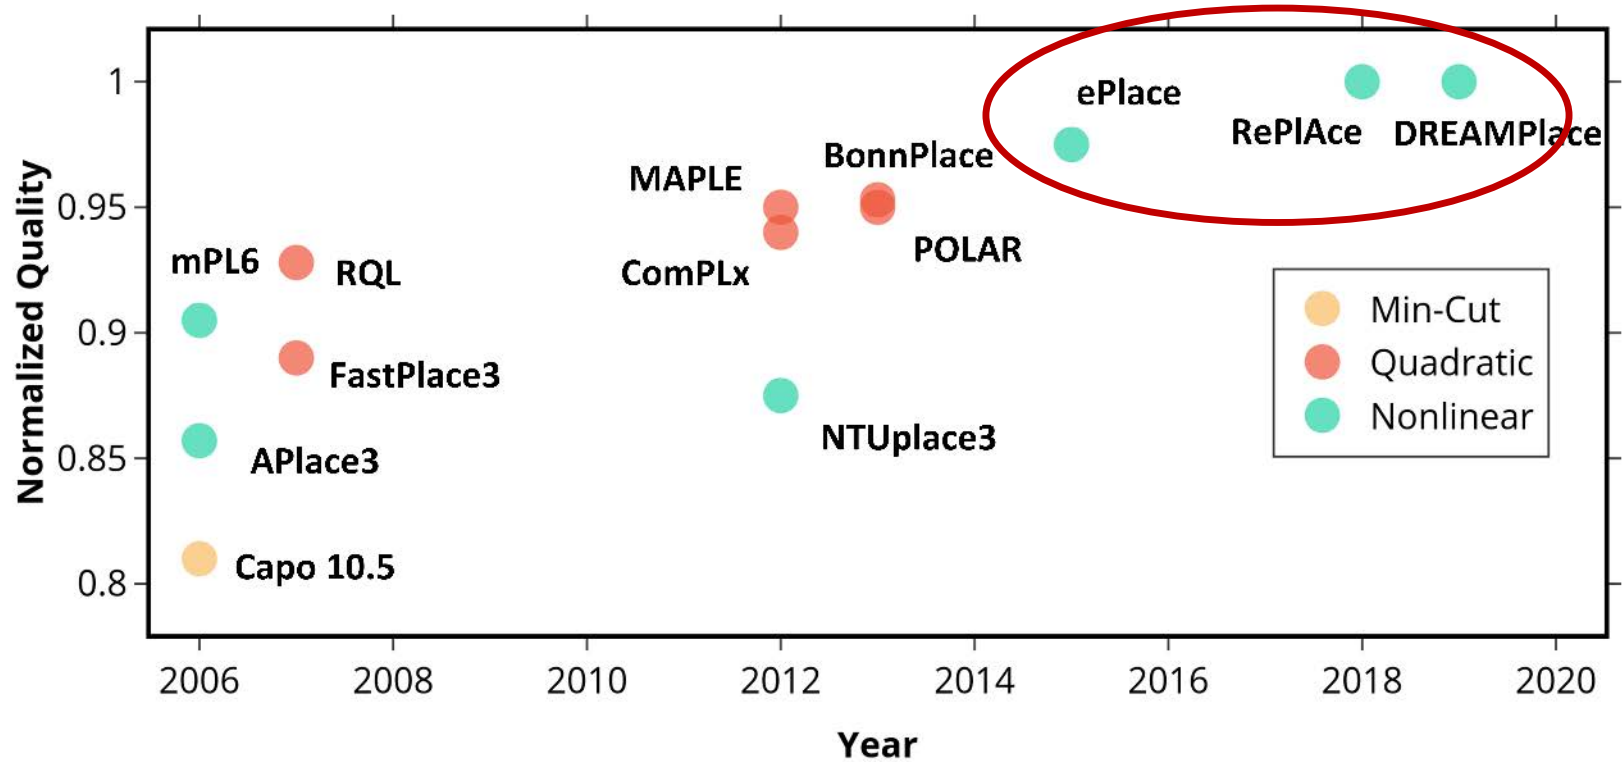 ePlace
1
RePlAce
DREAMPlace
BonnPlace
MAPLE
0.95
POLAR
mPL6
RQL
ComPLx
Min-Cut
0.9
Quadratic
FastPlace3
Nonlinear
NTUplace3
0.85
APlace3
Capo 10.5
0.8
Normalized Quality
2006 2008 2010 2012 2014 2016 2018 2020
Year